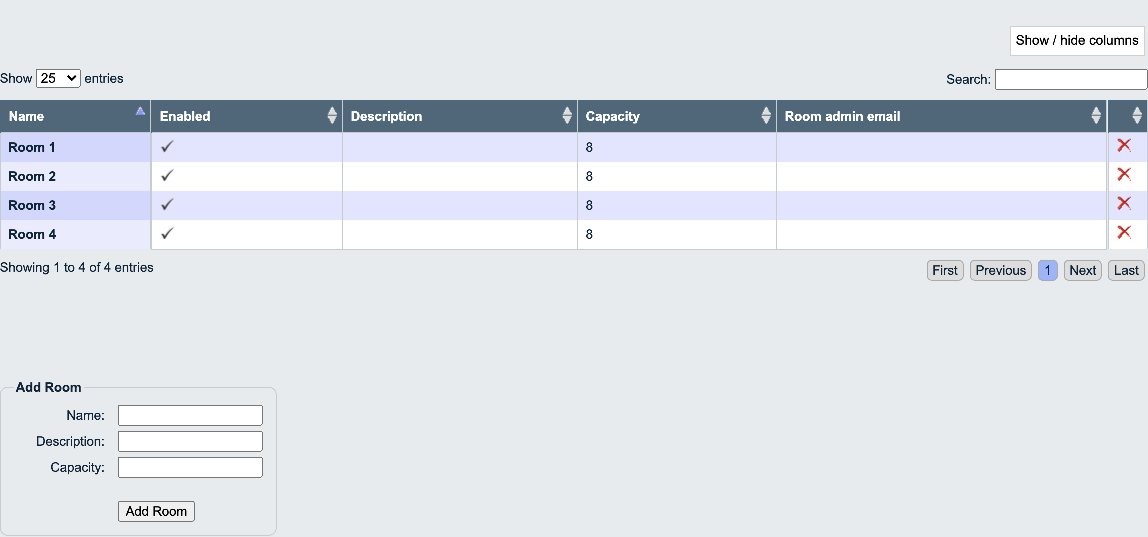 Show / hide columns
Show 25 entries
Search:
Name Enabled Description Capacity Room admin email
Room 1 8
Room 2 8
Room 3 8
Room 4 8
Showing 1 to 4 of 4 entries
First Previous 1 Next Last
Add Room
Name:
Description:
Capacity:
Add Room